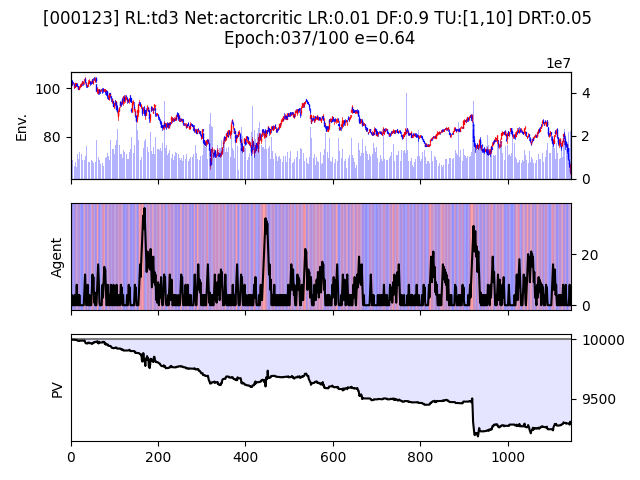 [000123] RL:td3 Net:actorcritic LR:0.01 DF:0.9 TU:[1,10] DRT:0.05
Epoch:037/100 e=0.64
1e7
Env.
100
80
4
2
0
Agent
20
0
PV
10000
9500
0 200 400 600 800 1000